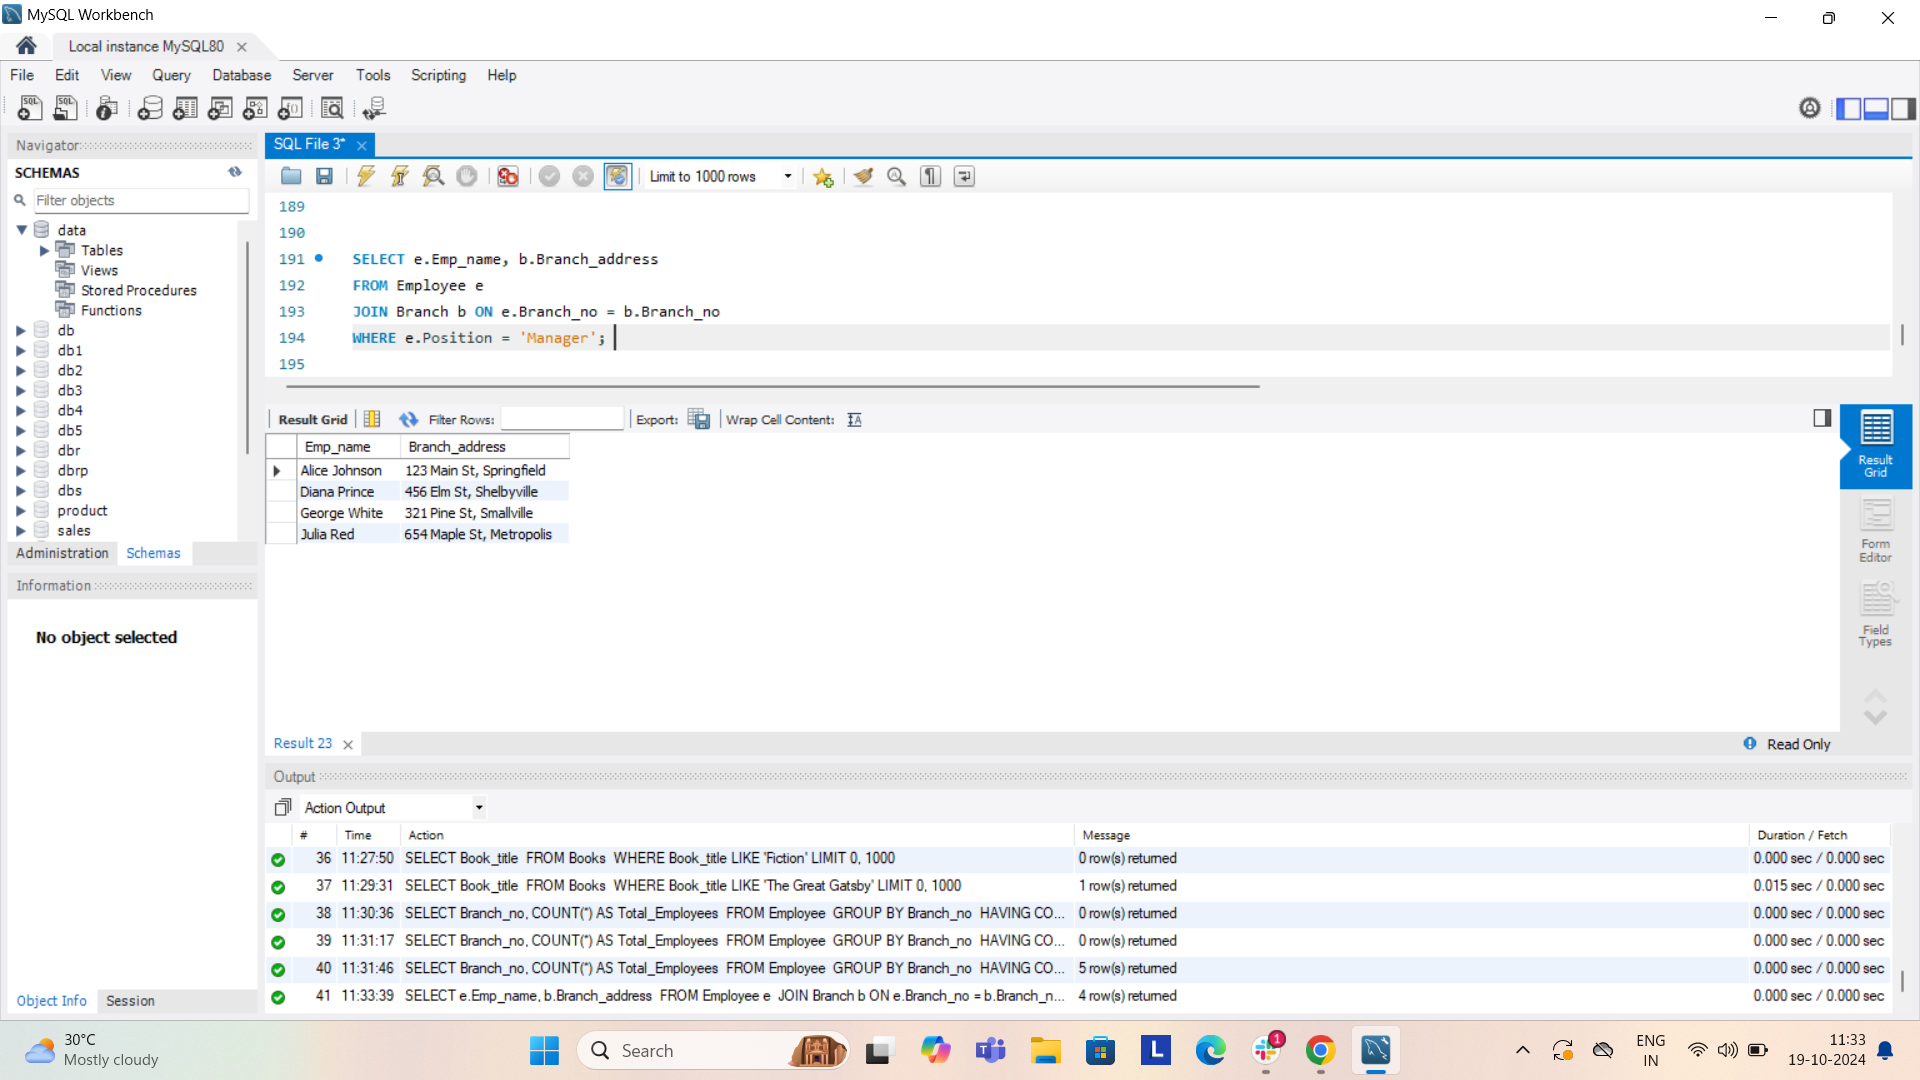 MySQL Workbench
Local instance MySQL80
File Edit View Query Database Server Tools Scripting Help
Navigator
SCHEMAS
Filter objects
data
Tables
Views
Stored Procedures
Functions
db
db1
db2
db3
db4
db5
dbr
dbrp
dbs
product
sales
Administration Schemas
Information
No object selected
Object Info Session
SQL File 3*
Limit to 1000 rows
189
190
191 SELECT e.Emp_name, b.Branch_address
192 FROM Employee e
193 JOIN Branch b ON e.Branch_no = b.Branch_no
194 WHERE e.Position = 'Manager';
195
Result Grid Filter Rows: Export: Wrap Cell Content:
Emp_name Branch_address
Alice Johnson 123 Main St, Springfield
Diana Prince 456 Elm St, Shelbyville
George White 321 Pine St, Smallville
Julia Red 654 Maple St, Metropolis
Result Grid
Form Editor
Field Types
Result 23
Read Only
Output
Action Output
# Time Action Message Duration / Fetch
36 11:27:50 SELECT Book_title FROM Books WHERE Book_title LIKE 'Fiction' LIMIT 0, 1000 0 row(s) returned 0.000 sec / 0.000 sec
37 11:29:31 SELECT Book_title FROM Books WHERE Book_title LIKE 'The Great Gatsby' LIMIT 0, 1000 1 row(s) returned 0.015 sec / 0.000 sec
38 11:30:36 SELECT Branch_no, COUNT(*) AS Total_Employees FROM Employee GROUP BY Branch_no HAVING CO... 0 row(s) returned 0.000 sec / 0.000 sec
39 11:31:17 SELECT Branch_no, COUNT(*) AS Total_Employees FROM Employee GROUP BY Branch_no HAVING CO... 0 row(s) returned 0.000 sec / 0.000 sec
40 11:31:46 SELECT Branch_no, COUNT(*) AS Total_Employees FROM Employee GROUP BY Branch_no HAVING CO... 5 row(s) returned 0.000 sec / 0.000 sec
41 11:33:39 SELECT e.Emp_name, b.Branch_address FROM Employee e JOIN Branch b ON e.Branch_no = b.Branch_n... 4 row(s) returned 0.000 sec / 0.000 sec
30°C
Mostly cloudy
Search
1
ENG
IN
11:33
19-10-2024